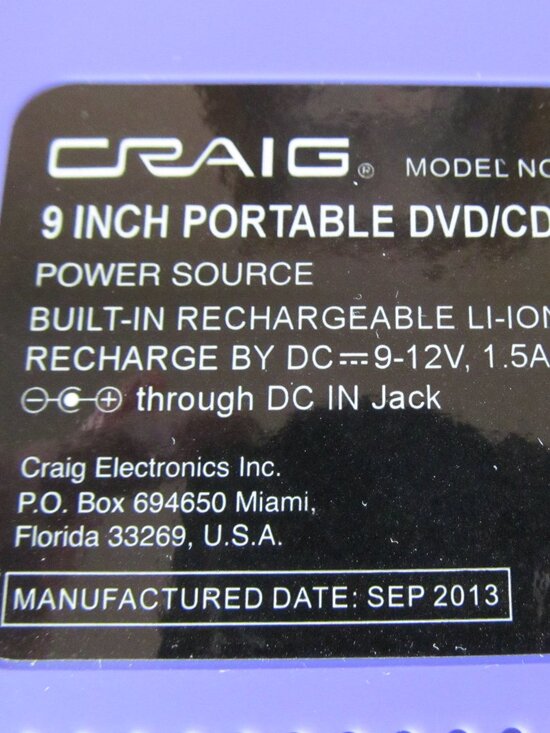 CRAIG® MODEL NO
9 INCH PORTABLE DVD/CD
POWER SOURCE
BUILT-IN RECHARGEABLE LI-ION
RECHARGE BY DC⎓9-12V, 1.5A
through DC IN Jack
Craig Electronics Inc.
P.O. Box 694650 Miami,
Florida 33269, U.S.A.
MANUFACTURED DATE: SEP 2013